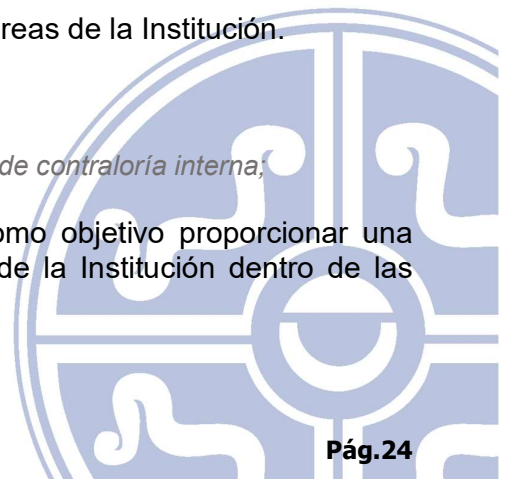 reas de la Institución.
de contraloría interna;
omo objetivo proporcionar una
de la Institución dentro de las
Pág.24